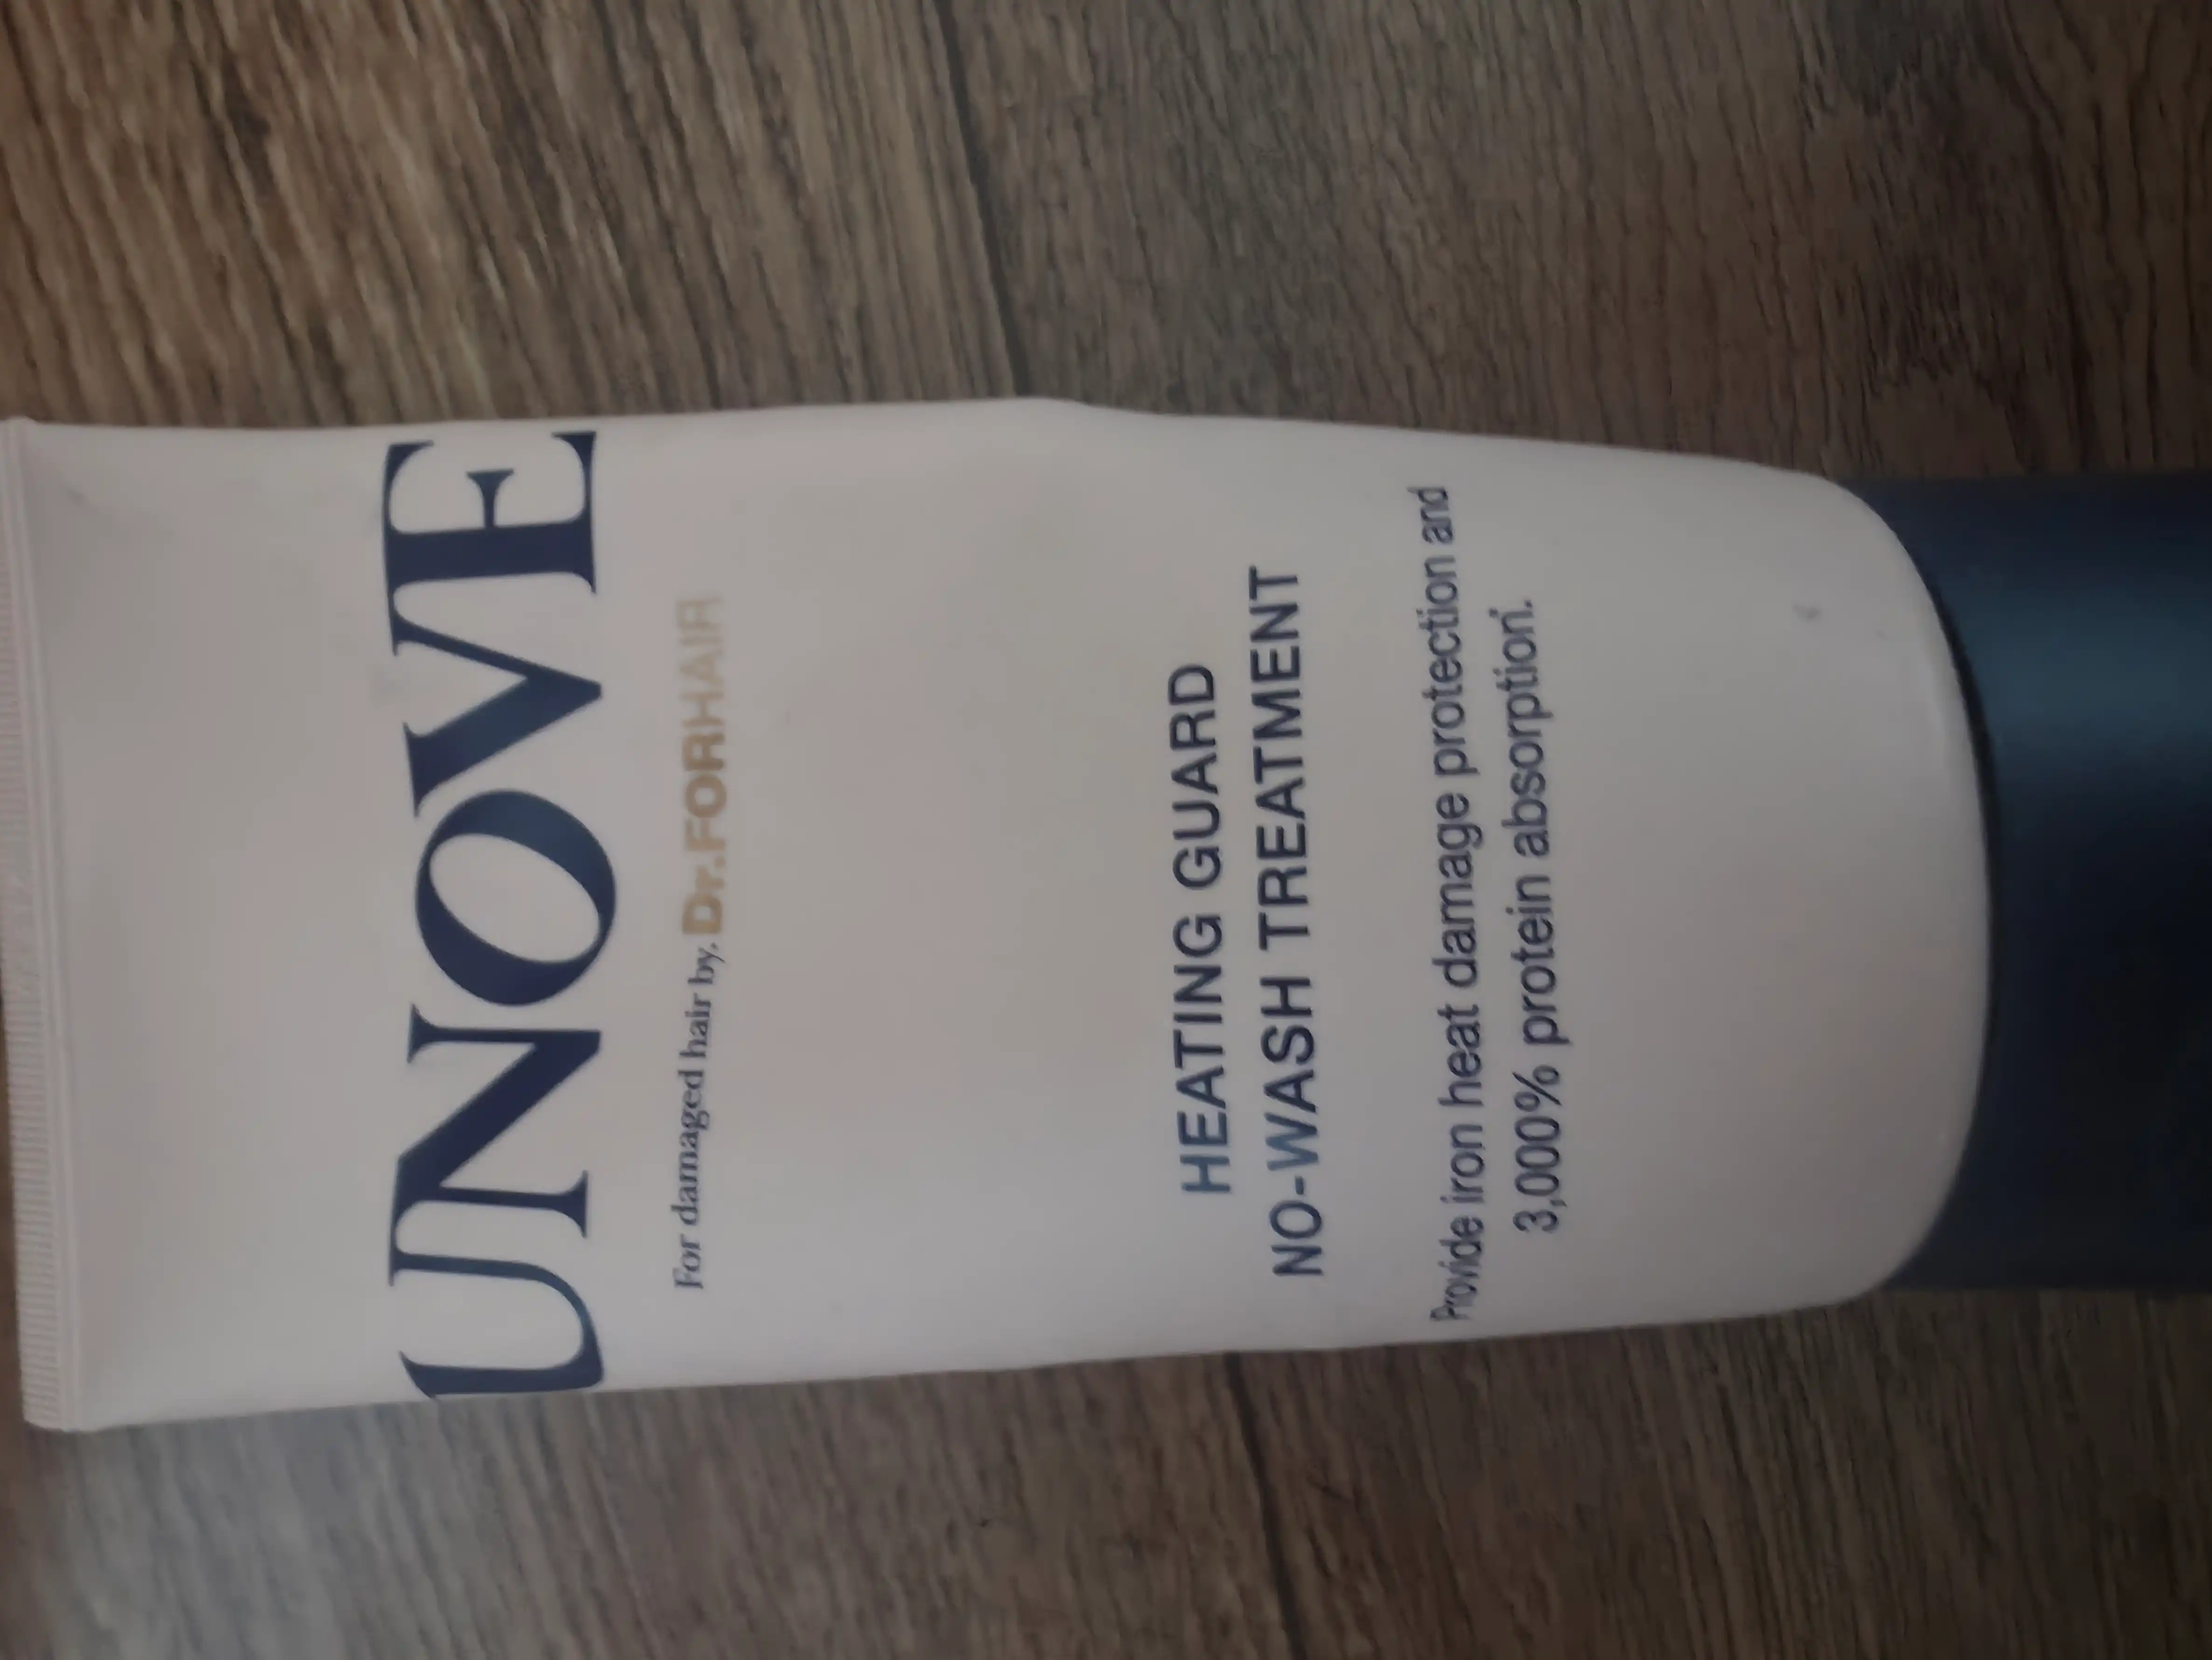 UNOVE
For damaged hair by. Dr.FORHAIR
HEATING GUARD
NO-WASH TREATMENT
Provide iron heat damage protection and
3,000% protein absorption.